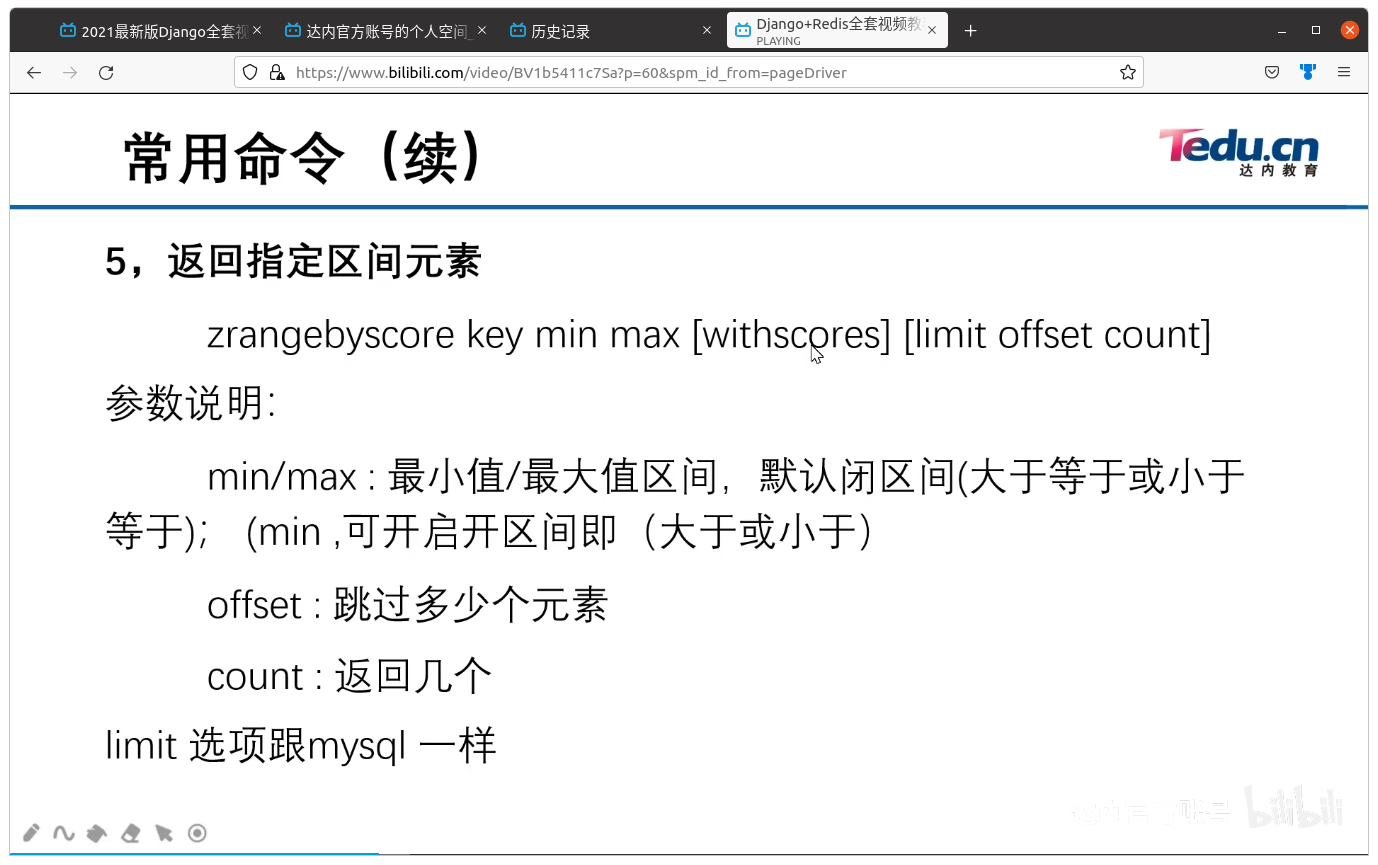 2021最新版Django全套视
达内官方账号的个人空间_
历史记录
Django+Redis全套视频教
PLAYING
https://www.bilibili.com/video/BV1b5411c7Sa?p=60&spm_id_from=pageDriver
常用命令（续）
Tedu.cn
达内教育
5，返回指定区间元素
zrangebyscore key min max [withscores] [limit offset count]
参数说明：
min/max : 最小值/最大值区间，默认闭区间(大于等于或小于
等于)； (min ,可开启开区间即（大于或小于）
offset : 跳过多少个元素
count : 返回几个
limit 选项跟mysql 一样
达内官方账号 bilibili